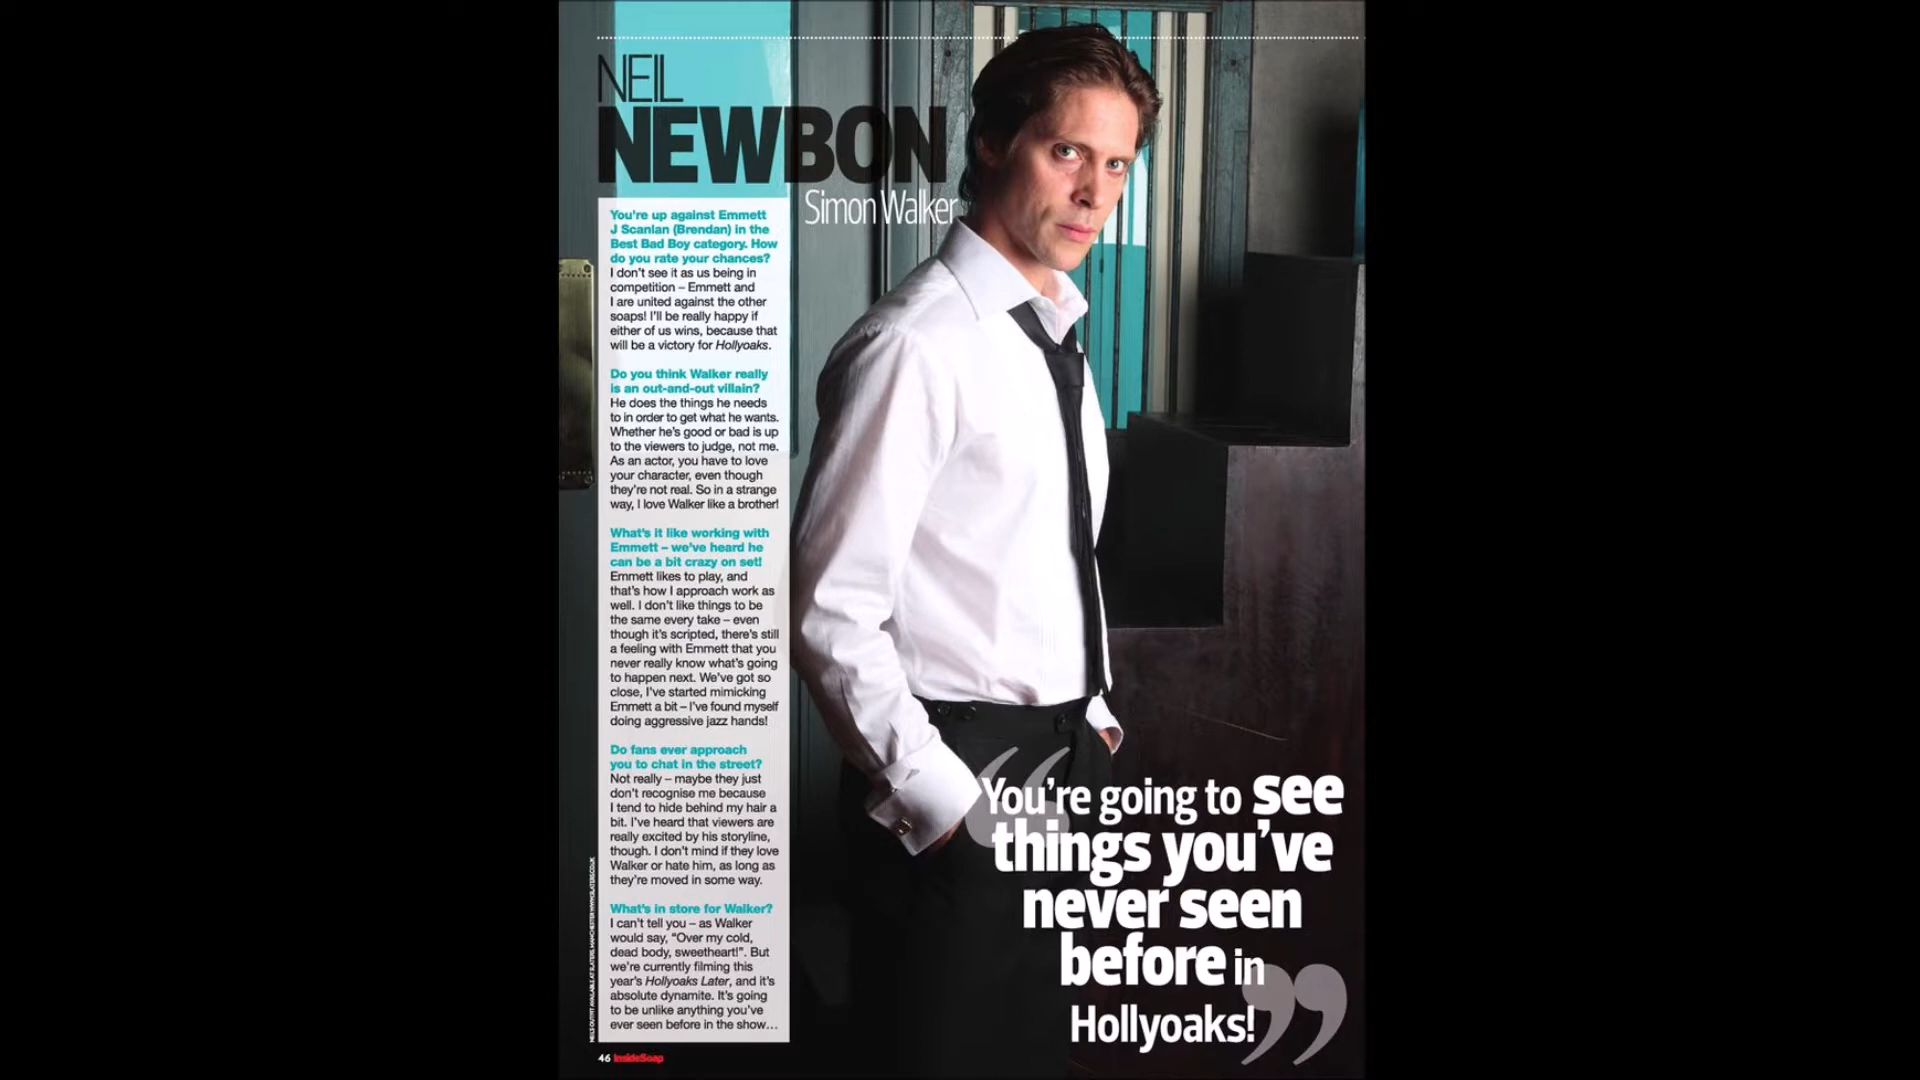 NEIL
NEWBON
Simon Walker
You're up against Emmett
J Scanlan (Brendan) in the
Best Bad Boy category. How
do you rate your chances?
I don't see it as us being in
competition – Emmett and
I are united against the other
soaps! I'll be really happy if
either of us wins, because that
will be a victory for Hollyoaks.
Do you think Walker really
is an out-and-out villain?
He does the things he needs
to in order to get what he wants.
Whether he's good or bad is up
to the viewers to judge, not me.
As an actor, you have to love
your character, even though
they're not real. So in a strange
way, I love Walker like a brother!
What's it like working with
Emmett – we've heard he
can be a bit crazy on set!
Emmett likes to play, and
that's how I approach work as
well. I don't like things to be
the same every take – even
though it's scripted, there's still
a feeling with Emmett that you
never really know what's going
to happen next. We've got so
close, I've started mimicking
Emmett a bit – I've found myself
doing aggressive jazz hands!
Do fans ever approach
you to chat in the street?
Not really – maybe they just
don't recognise me because
I tend to hide behind my hair a
bit. I've heard that viewers are
really excited by his storyline,
though. I don't mind if they love
Walker or hate him, as long as
they're moved in some way.
What's in store for Walker?
I can't tell you – as Walker
would say, "Over my cold,
dead body, sweetheart!". But
we're currently filming this
year's Hollyoaks Later, and it's
absolute dynamite. It's going
to be unlike anything you've
ever seen before in the show…
NEIL'S OUTFIT AVAILABLE AT SLATERS, MANCHESTER WWW.SLATERS.CO.UK
“You're going to see
things you've
never seen
before in
Hollyoaks!”
46 InsideSoap